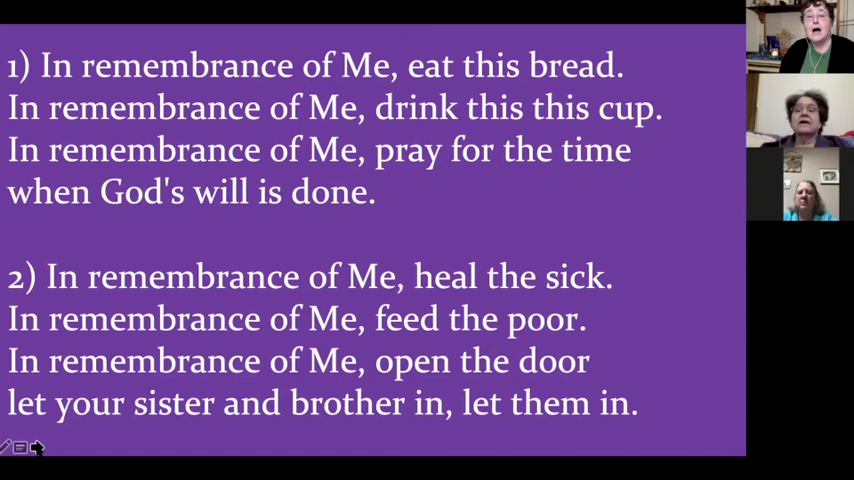 1) In remembrance of Me, eat this bread.
In remembrance of Me, drink this this cup.
In remembrance of Me, pray for the time
when God's will is done.
2) In remembrance of Me, heal the sick.
In remembrance of Me, feed the poor.
In remembrance of Me, open the door
let your sister and brother in, let them in.